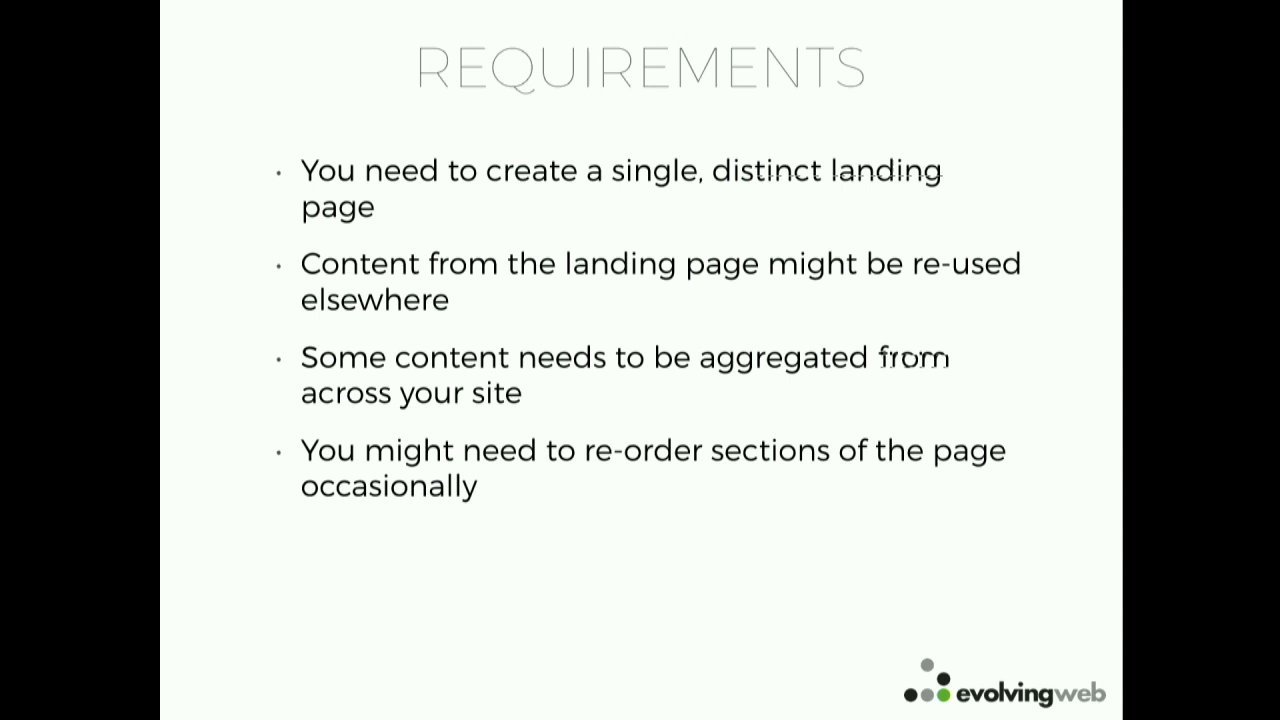 REQUIREMENTS
· You need to create a single, distinct landing
page
· Content from the landing page might be re-used
elsewhere
· Some content needs to be aggregated from
across your site
· You might need to re-order sections of the page
occasionally
evolvingweb